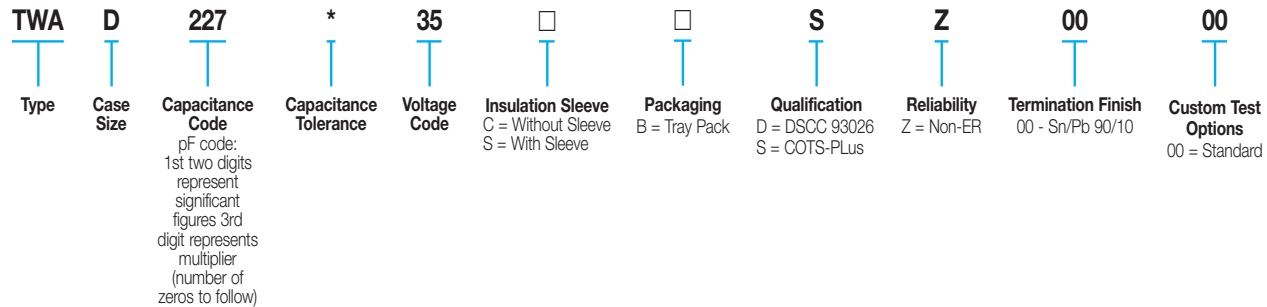 TWA D 227 * 35 □ □ S Z 00 00
Type
Case
Size
Capacitance
Code
pF code:
1st two digits
represent
significant
figures 3rd
digit represents
multiplier
(number of
zeros to follow)
Capacitance
Tolerance
Voltage
Code
Insulation Sleeve
C = Without Sleeve
S = With Sleeve
Packaging
B = Tray Pack
Qualification
D = DSCC 93026
S = COTS-PLus
Reliability
Z = Non-ER
Termination Finish
00 - Sn/Pb 90/10
Custom Test
Options
00 = Standard